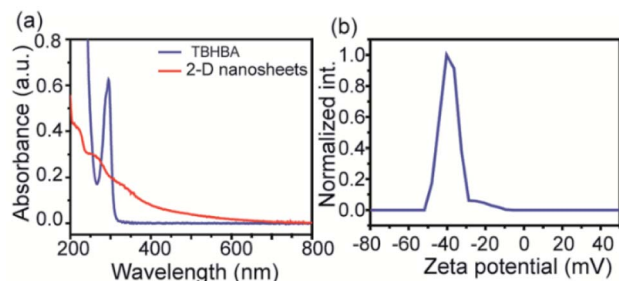 (a)
TBHBA
2-D nanosheets
Absorbance (a.u.)
0.8
0.6
0.4
0.2
0.0
200 400 600 800
Wavelength (nm)
(b)
Normalized int.
1.0
0.8
0.6
0.4
0.2
0.0
-80 -60 -40 -20 0 20 40
Zeta potential (mV)